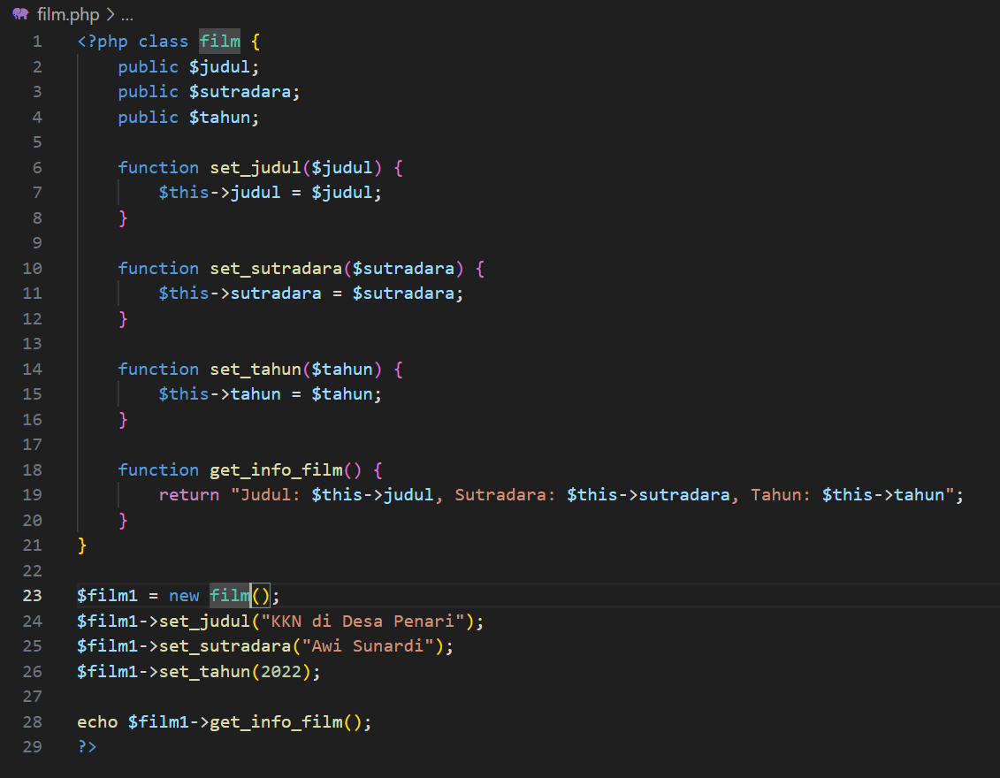 film.php > ...
1 <?php class film {
2     public $judul;
3     public $sutradara;
4     public $tahun;
5
6     function set_judul($judul) {
7         $this->judul = $judul;
8     }
9
10     function set_sutradara($sutradara) {
11         $this->sutradara = $sutradara;
12     }
13
14     function set_tahun($tahun) {
15         $this->tahun = $tahun;
16     }
17
18     function get_info_film() {
19         return "Judul: $this->judul, Sutradara: $this->sutradara, Tahun: $this->tahun";
20     }
21 }
22
23 $film1 = new film();
24 $film1->set_judul("KKN di Desa Penari");
25 $film1->set_sutradara("Awi Sunardi");
26 $film1->set_tahun(2022);
27
28 echo $film1->get_info_film();
29 ?>